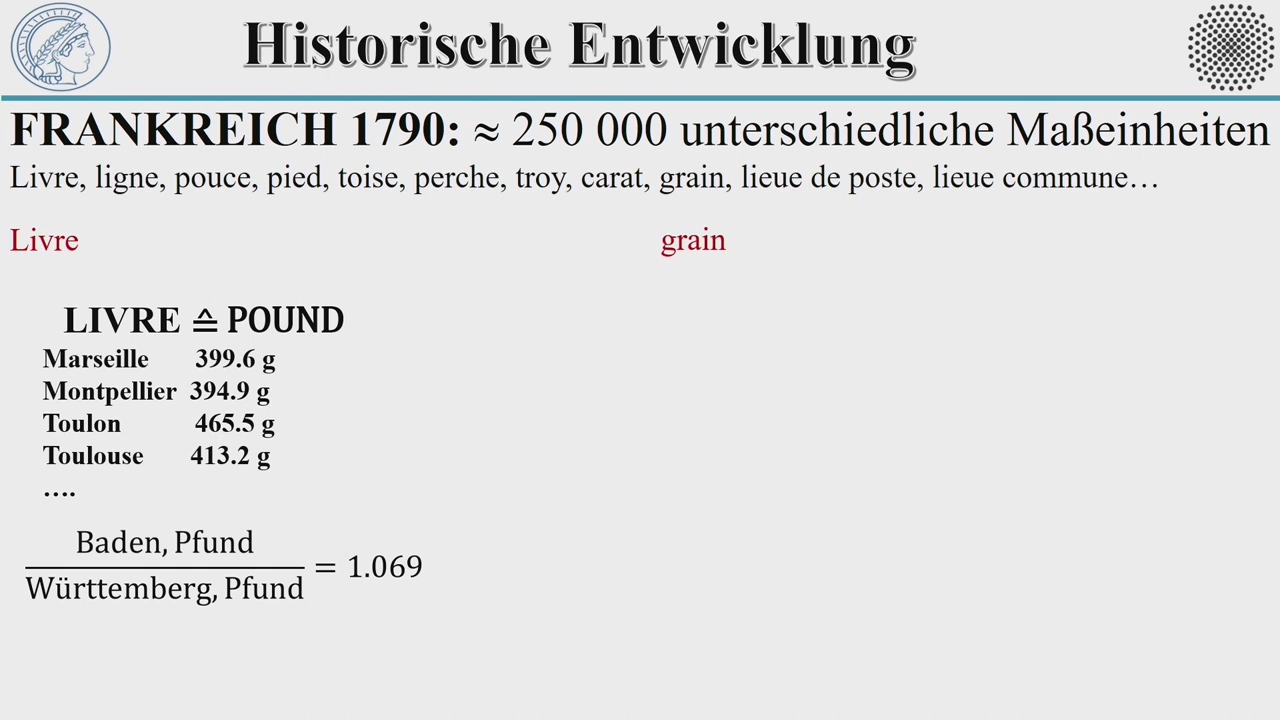 Historische Entwicklung
FRANKREICH 1790: ≈ 250 000 unterschiedliche Maßeinheiten
Livre, ligne, pouce, pied, toise, perche, troy, carat, grain, lieue de poste, lieue commune…
Livre
grain
LIVRE ≙ POUND
Marseille 399.6 g
Montpellier 394.9 g
Toulon 465.5 g
Toulouse 413.2 g
….
Baden, Pfund
Württemberg, Pfund
= 1.069